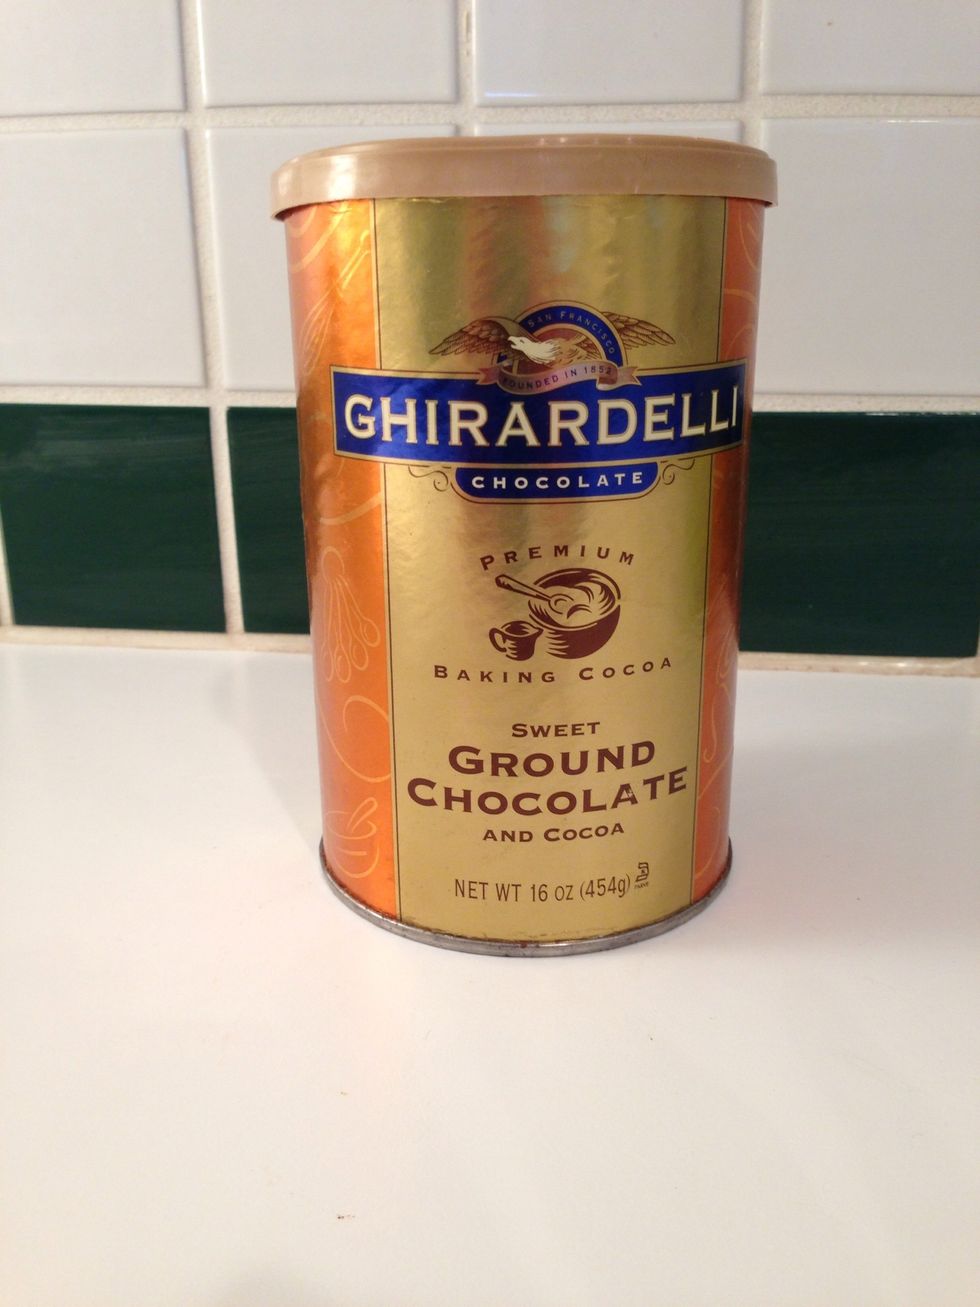 SAN FRANCISCO
FOUNDED IN 1852
GHIRARDELLI
CHOCOLATE
PREMIUM
BAKING COCOA
SWEET
GROUND
CHOCOLATE
AND COCOA
NET WT 16 OZ (454g)